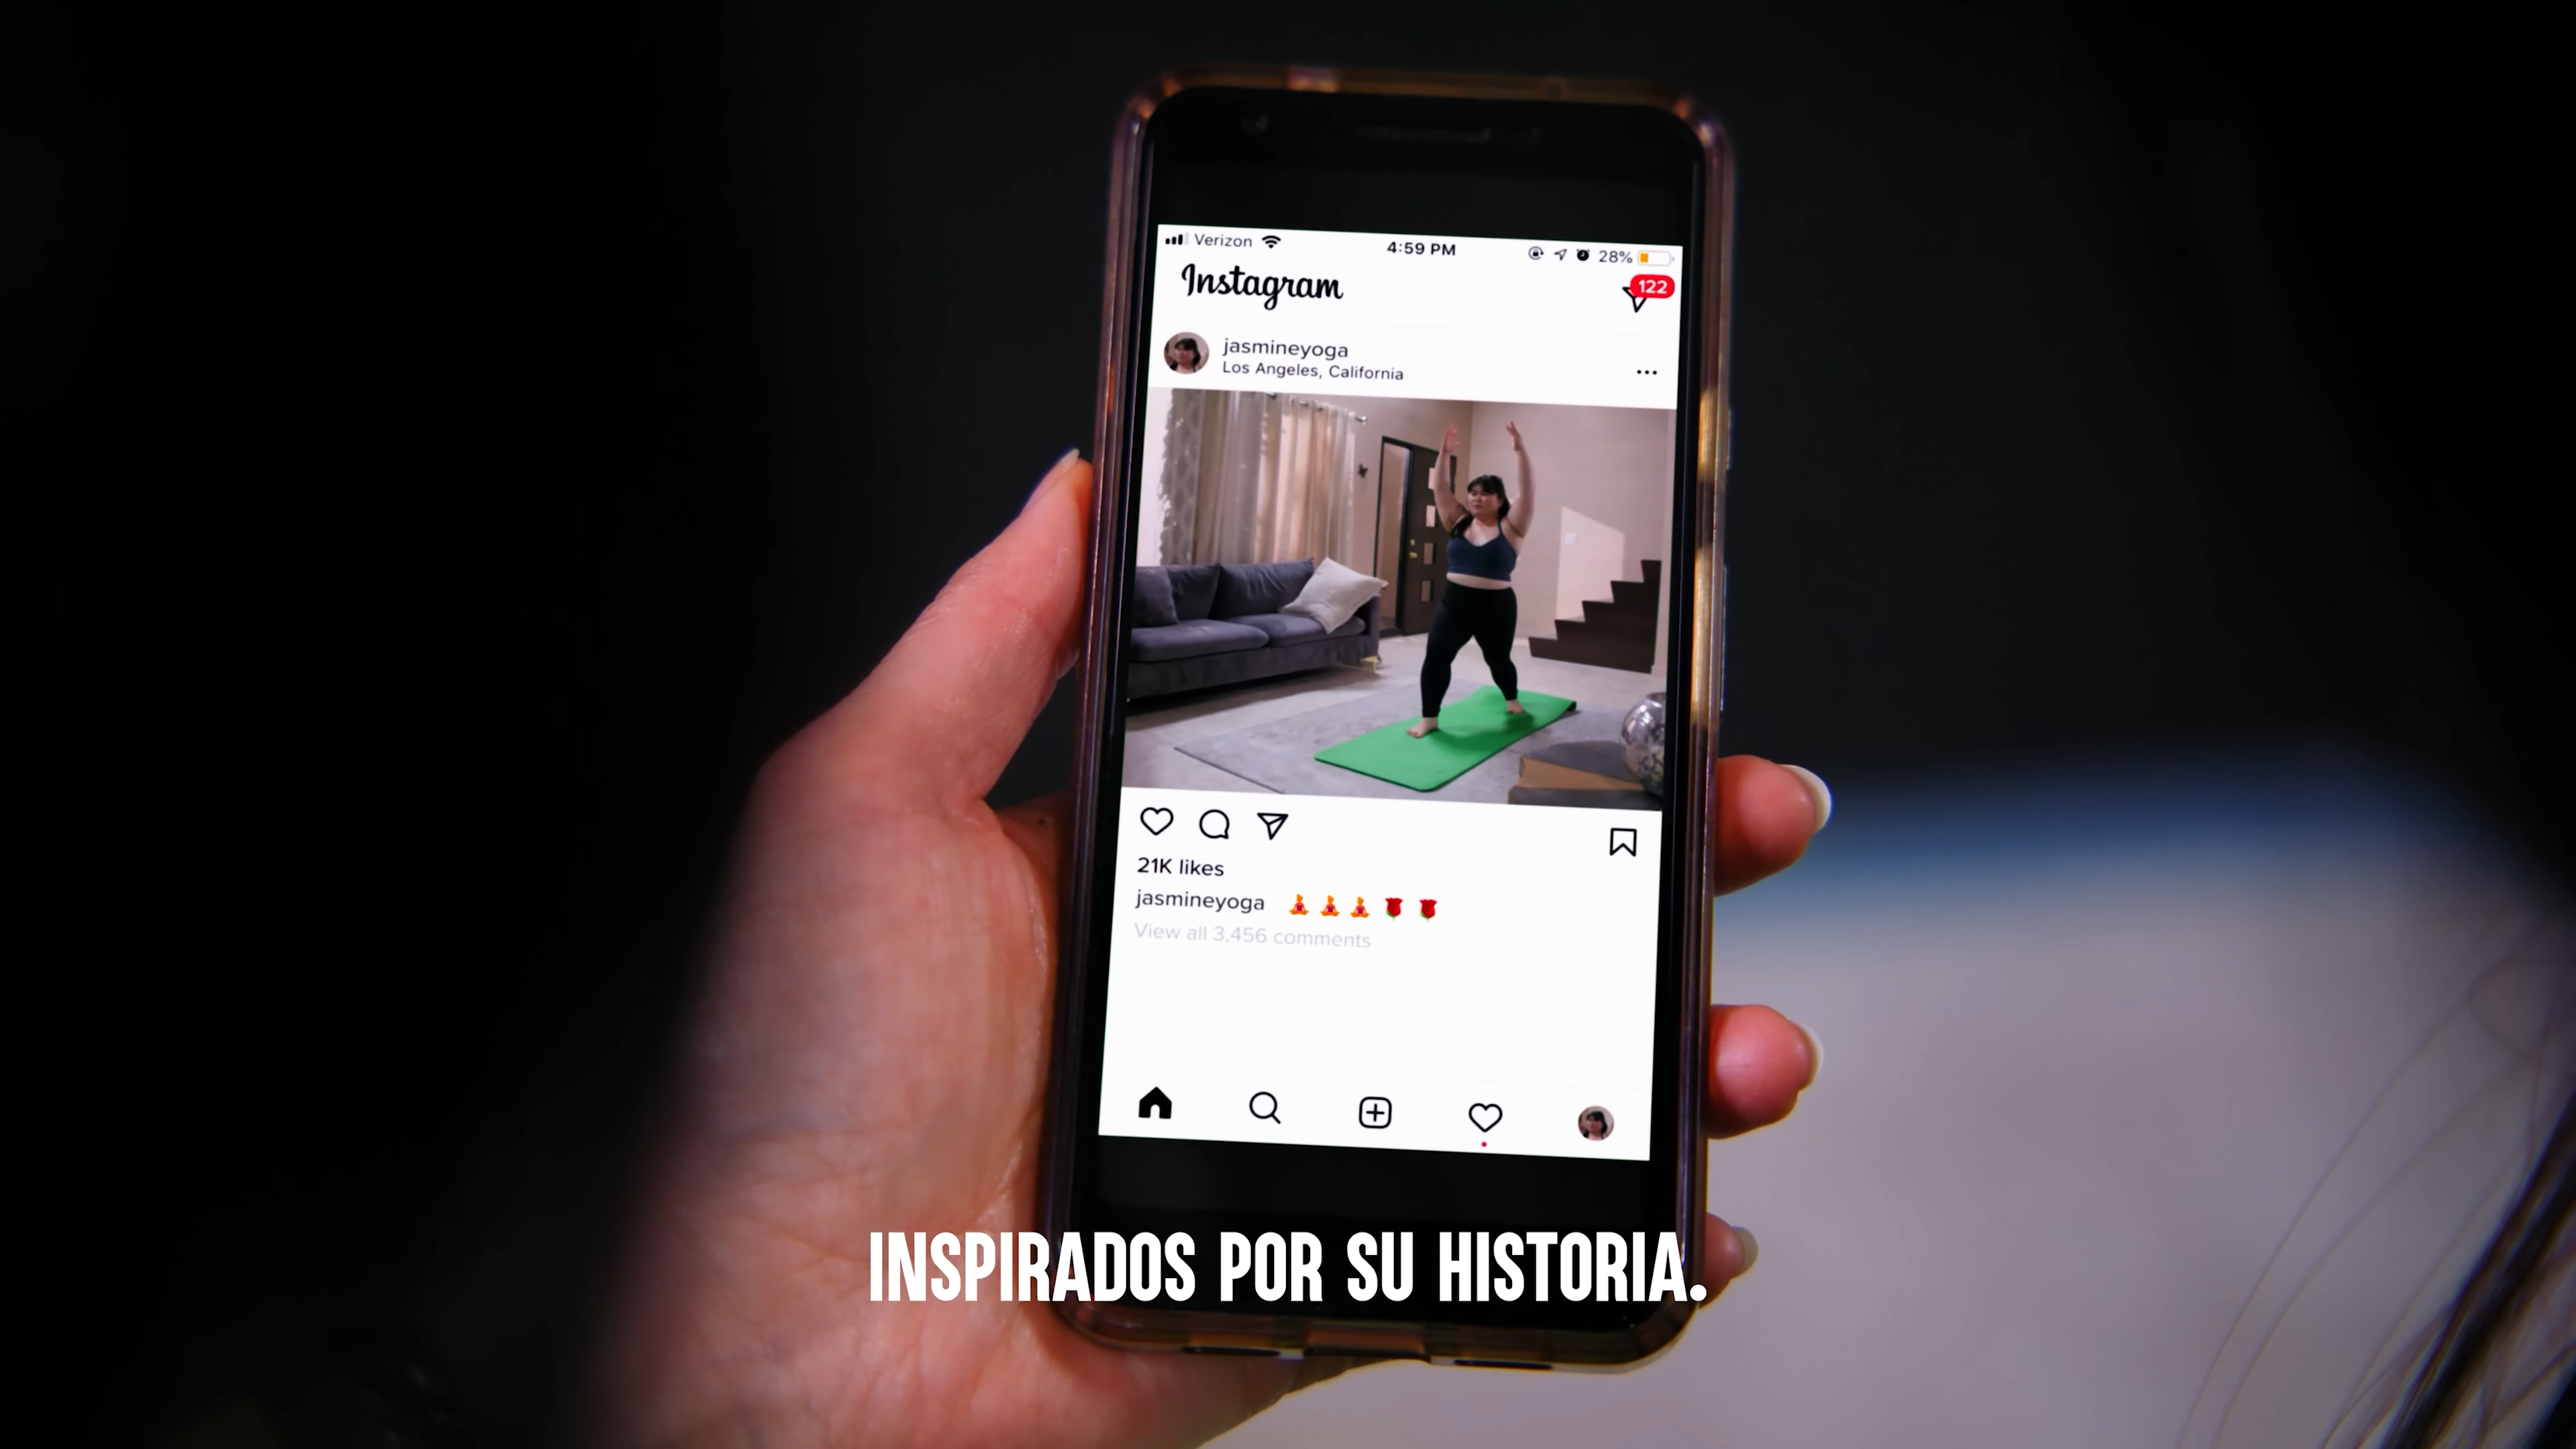 Verizon 4:59 PM 28%
Instagram 122
jasmineyoga
Los Angeles, California
21K likes
jasmineyoga
View all 3,456 comments
INSPIRADOS POR SU HISTORIA.